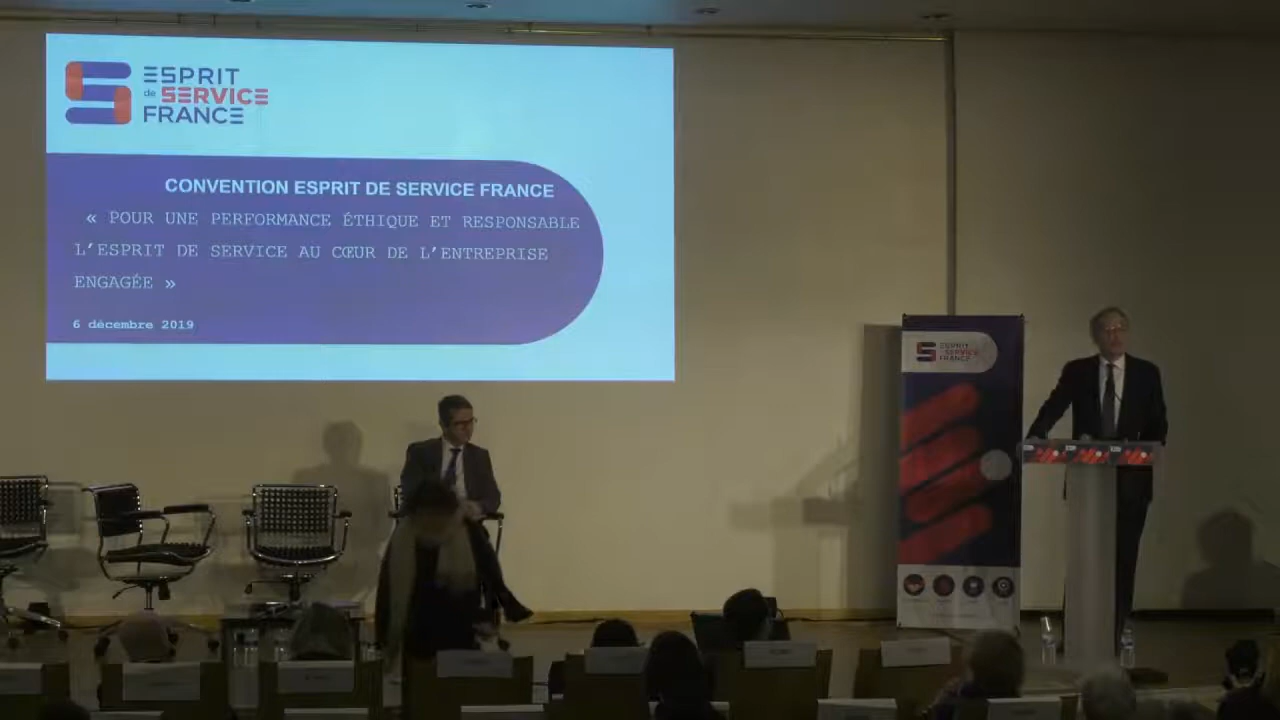 ESPRIT
de SERVICE
FRANCE
CONVENTION ESPRIT DE SERVICE FRANCE
« POUR UNE PERFORMANCE ÉTHIQUE ET RESPONSABLE
L’ESPRIT DE SERVICE AU CŒUR DE L’ENTREPRISE
ENGAGÉE »
6 décembre 2019
ESPRIT
de SERVICE
FRANCE